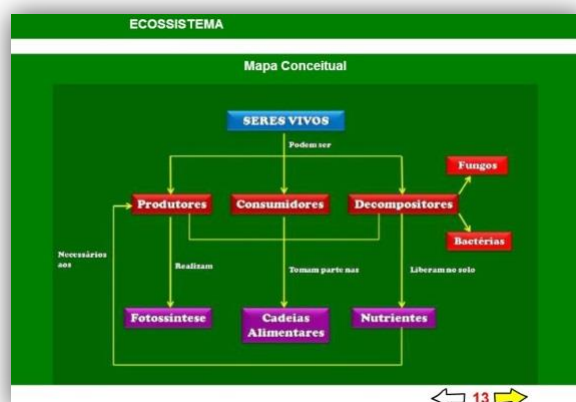 ECOSSISTEMA
Mapa Conceitual
SERES VIVOS
Podem ser
Fungos
Produtores
Consumidores
Decompositores
Bactérias
Necessários
aos
Realizam
Tomam parte nas
Liberam no solo
Fotossíntese
Cadeias
Alimentares
Nutrientes
13